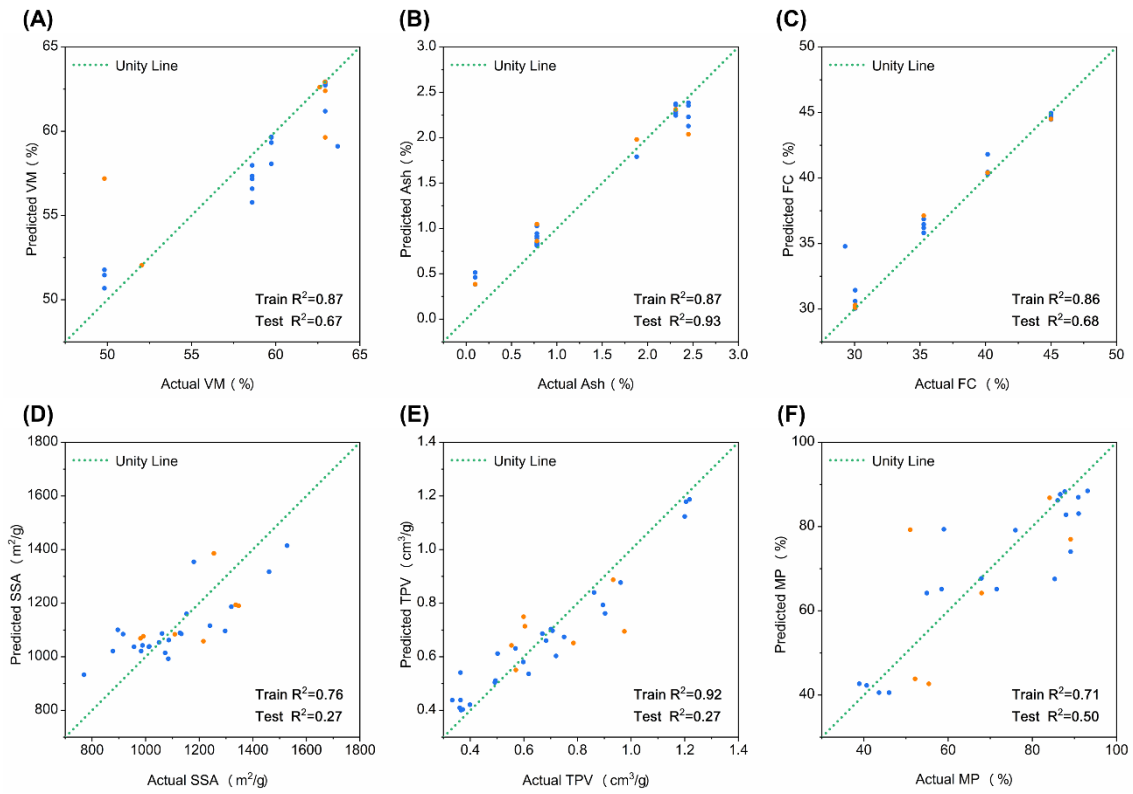 (A)
65
60
55
50
50
55
60
65
Predicted VM (%)
Actual VM (%)
Unity Line
Train R²=0.87
Test R²=0.67
(B)
3.0
2.5
2.0
1.5
1.0
0.5
0.0
0.0
0.5
1.0
1.5
2.0
2.5
3.0
Predicted Ash (%)
Actual Ash (%)
Unity Line
Train R²=0.87
Test R²=0.93
(C)
50
45
40
35
30
30
35
40
45
50
Predicted FC (%)
Actual FC (%)
Unity Line
Train R²=0.86
Test R²=0.68
(D)
1800
1600
1400
1200
1000
800
800
1000
1200
1400
1600
1800
Predicted SSA (m²/g)
Actual SSA (m²/g)
Unity Line
Train R²=0.76
Test R²=0.27
(E)
1.4
1.2
1.0
0.8
0.6
0.4
0.4
0.6
0.8
1.0
1.2
1.4
Predicted TPV (cm³/g)
Actual TPV (cm³/g)
Unity Line
Train R²=0.92
Test R²=0.27
(F)
100
80
60
40
40
60
80
100
Predicted MP (%)
Actual MP (%)
Unity Line
Train R²=0.71
Test R²=0.50